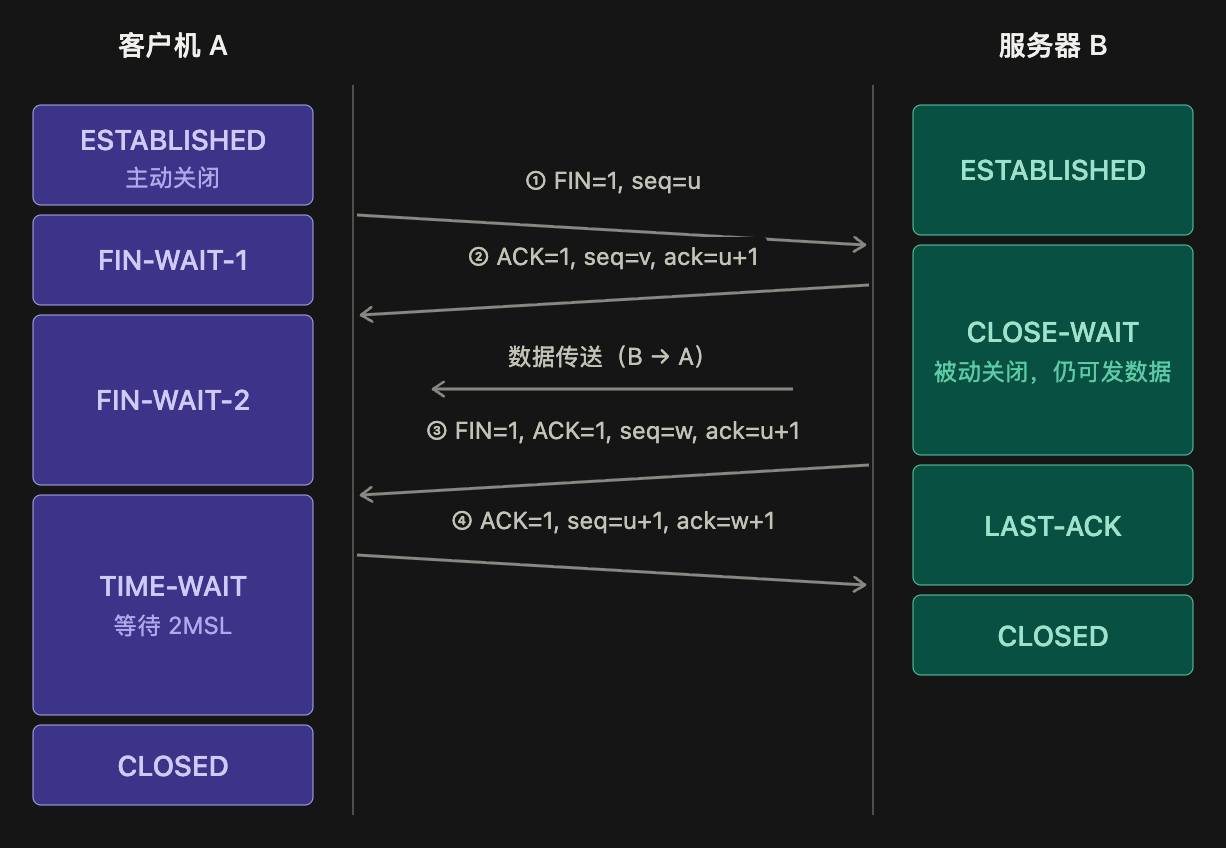 客户机 A
服务器 B
ESTABLISHED
主动关闭
ESTABLISHED
① FIN=1, seq=u
FIN-WAIT-1
② ACK=1, seq=v, ack=u+1
CLOSE-WAIT
被动关闭，仍可发数据
数据传送（B → A）
FIN-WAIT-2
③ FIN=1, ACK=1, seq=w, ack=u+1
④ ACK=1, seq=u+1, ack=w+1
LAST-ACK
TIME-WAIT
等待 2MSL
CLOSED
CLOSED